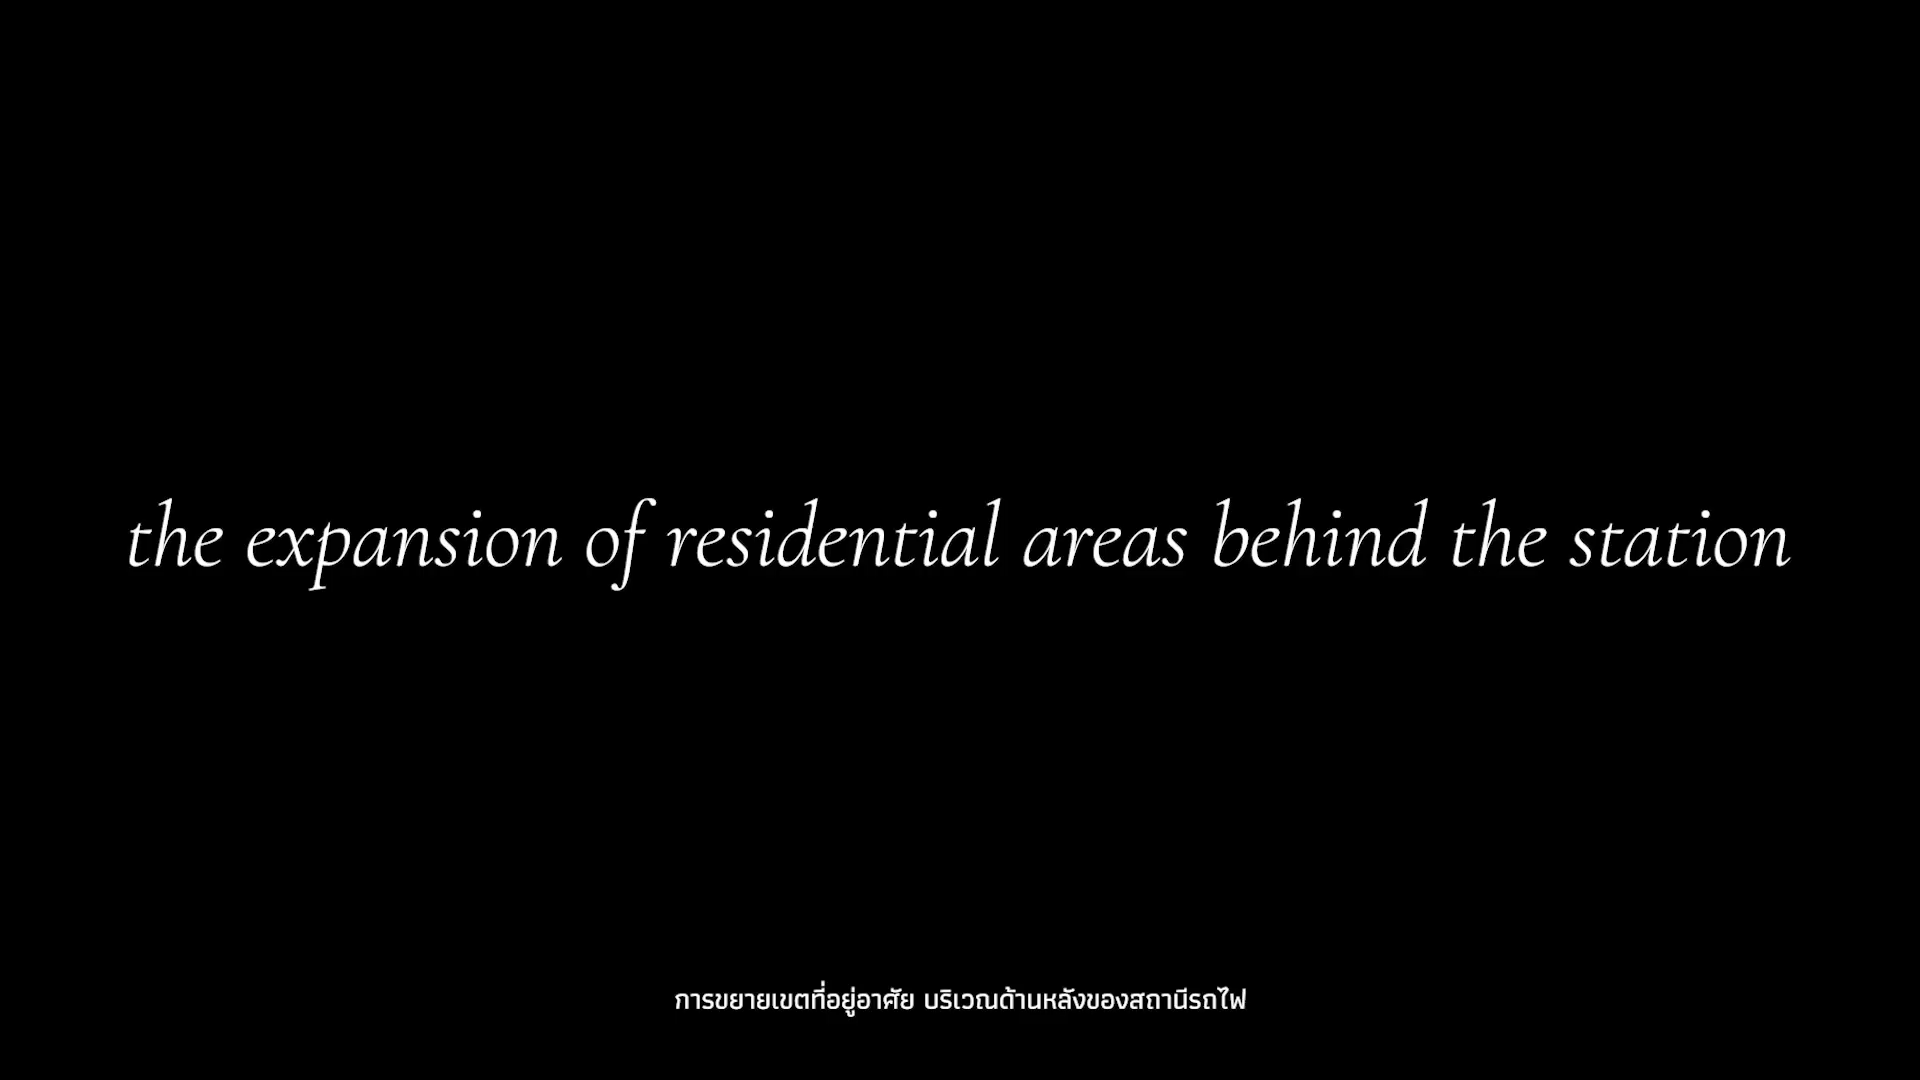 the expansion of residential areas behind the station
การขยายเขตที่อยู่อาศัย บริเวณด้านหลังของสถานีรถไฟ